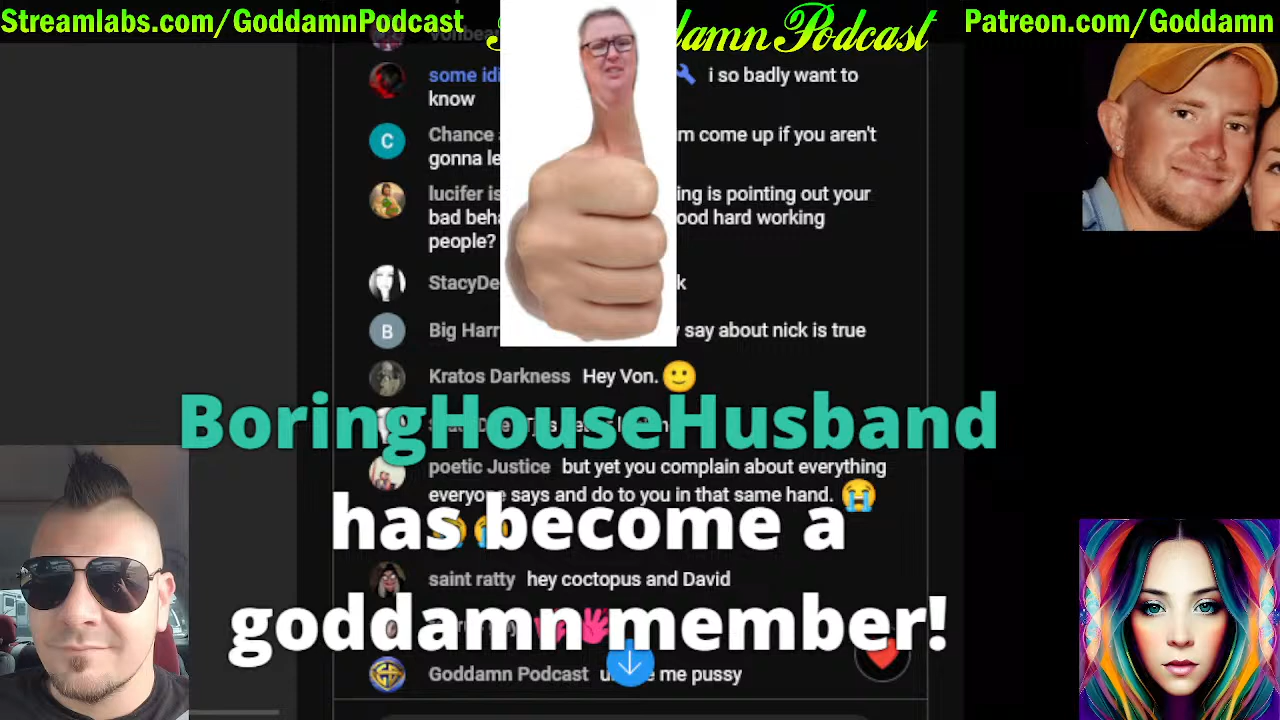 Streamlabs.com/GoddamnPodcast damnPodcast Patreon.com/Goddamn
some idi i so badly want to
know
C Chance m come up if you aren't
gonna le
lucifer is ing is pointing out your
bad beha ood hard working
people?
StacyDe k
B Big Harr say about nick is true
Kratos Darkness Hey Von.
BoringHouseHusband
poetic Justice but yet you complain about everything
everyone says and do to you in that same hand.
has become a
saint ratty hey coctopus and David
goddamn member!
Goddamn Podcast me pussy